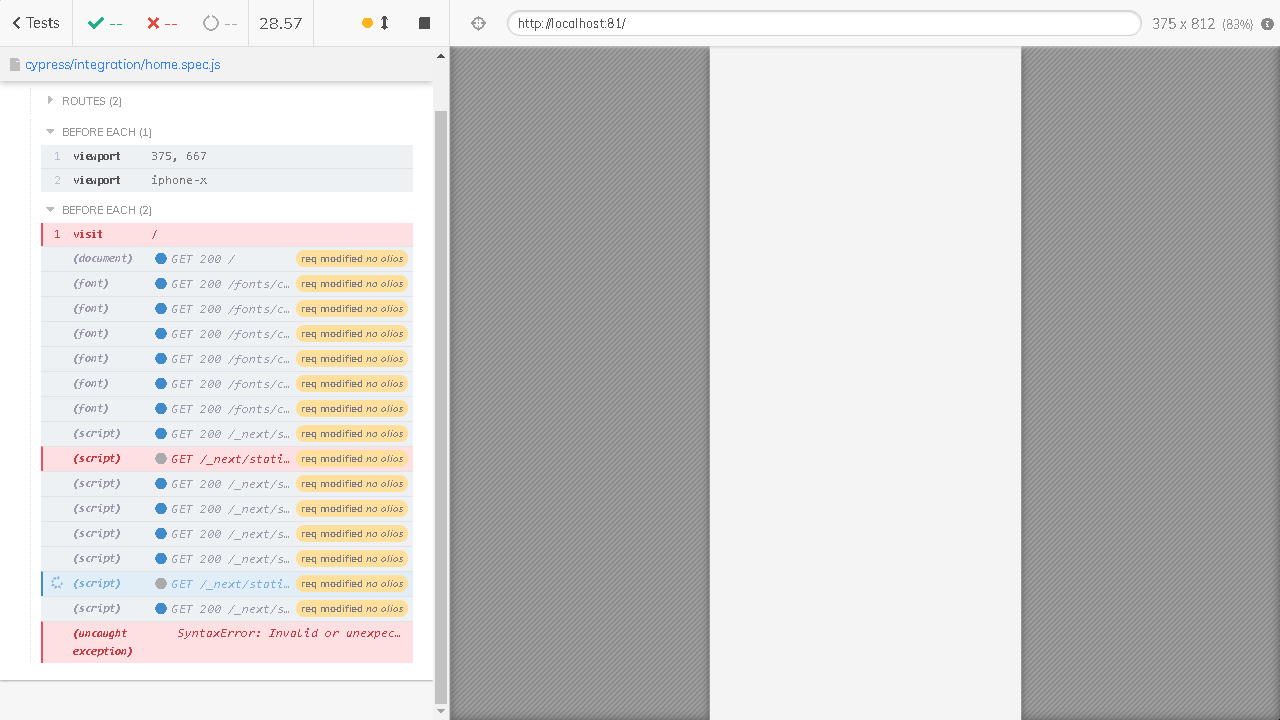 Tests -- -- -- 28.57 http://localhost:81/ 375 x 812 (83%)
cypress/integration/home.spec.js
ROUTES (2)
BEFORE EACH (1)
1 viewport 375, 667
2 viewport iphone-x
BEFORE EACH (2)
1 visit /
(document) GET 200 / req modified no alias
(font) GET 200 /fonts/c… req modified no alias
(font) GET 200 /fonts/c… req modified no alias
(font) GET 200 /fonts/c… req modified no alias
(font) GET 200 /fonts/c… req modified no alias
(font) GET 200 /fonts/c… req modified no alias
(font) GET 200 /fonts/c… req modified no alias
(script) GET 200 /_next/s… req modified no alias
(script) GET /_next/stati… req modified no alias
(script) GET 200 /_next/s… req modified no alias
(script) GET 200 /_next/s… req modified no alias
(script) GET 200 /_next/s… req modified no alias
(script) GET 200 /_next/s… req modified no alias
(script) GET /_next/stati… req modified no alias
(script) GET 200 /_next/s… req modified no alias
(uncaught SyntaxError: Invalid or unexpec…
exception)